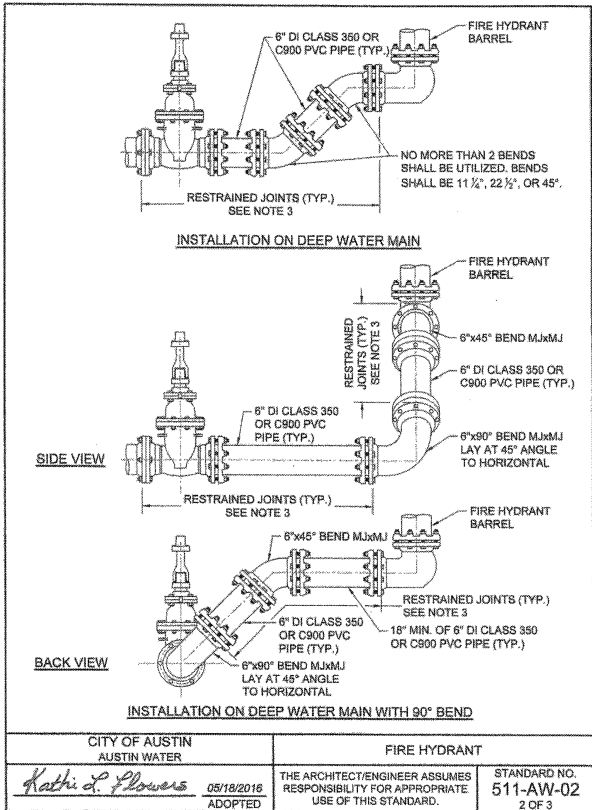 6" DI CLASS 350 OR
C900 PVC PIPE (TYP.)
FIRE HYDRANT
BARREL
NO MORE THAN 2 BENDS
SHALL BE UTILIZED. BENDS
SHALL BE 11 ¼°, 22 ½°, OR 45°.
RESTRAINED JOINTS (TYP.)
SEE NOTE 3
INSTALLATION ON DEEP WATER MAIN
FIRE HYDRANT
BARREL
RESTRAINED
JOINTS (TYP.)
SEE NOTE 3
6"x45° BEND MJxMJ
6" DI CLASS 350 OR
C900 PVC PIPE (TYP.)
6" DI CLASS 350
OR C900 PVC
PIPE (TYP.)
6"x90° BEND MJxMJ
LAY AT 45° ANGLE
TO HORIZONTAL
SIDE VIEW
RESTRAINED JOINTS (TYP.)
SEE NOTE 3
FIRE HYDRANT
BARREL
6"x45° BEND MJxMJ
RESTRAINED JOINTS (TYP.)
SEE NOTE 3
6" DI CLASS 350
OR C900 PVC
PIPE (TYP.)
18" MIN. OF 6" DI CLASS 350
OR C900 PVC PIPE (TYP.)
BACK VIEW
6"x90° BEND MJxMJ
LAY AT 45° ANGLE
TO HORIZONTAL
INSTALLATION ON DEEP WATER MAIN WITH 90° BEND
CITY OF AUSTIN
AUSTIN WATER
FIRE HYDRANT
Kathi L. Flowers 05/18/2016
ADOPTED
THE ARCHITECT/ENGINEER ASSUMES
RESPONSIBILITY FOR APPROPRIATE
USE OF THIS STANDARD.
STANDARD NO.
511-AW-02
2 OF 3